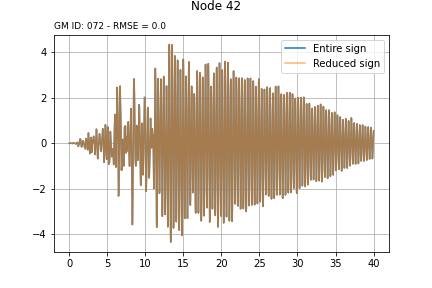 Node 42
GM ID: 072 - RMSE = 0.0
Entire sign
Reduced sign
4
2
0
−2
−4
0 5 10 15 20 25 30 35 40